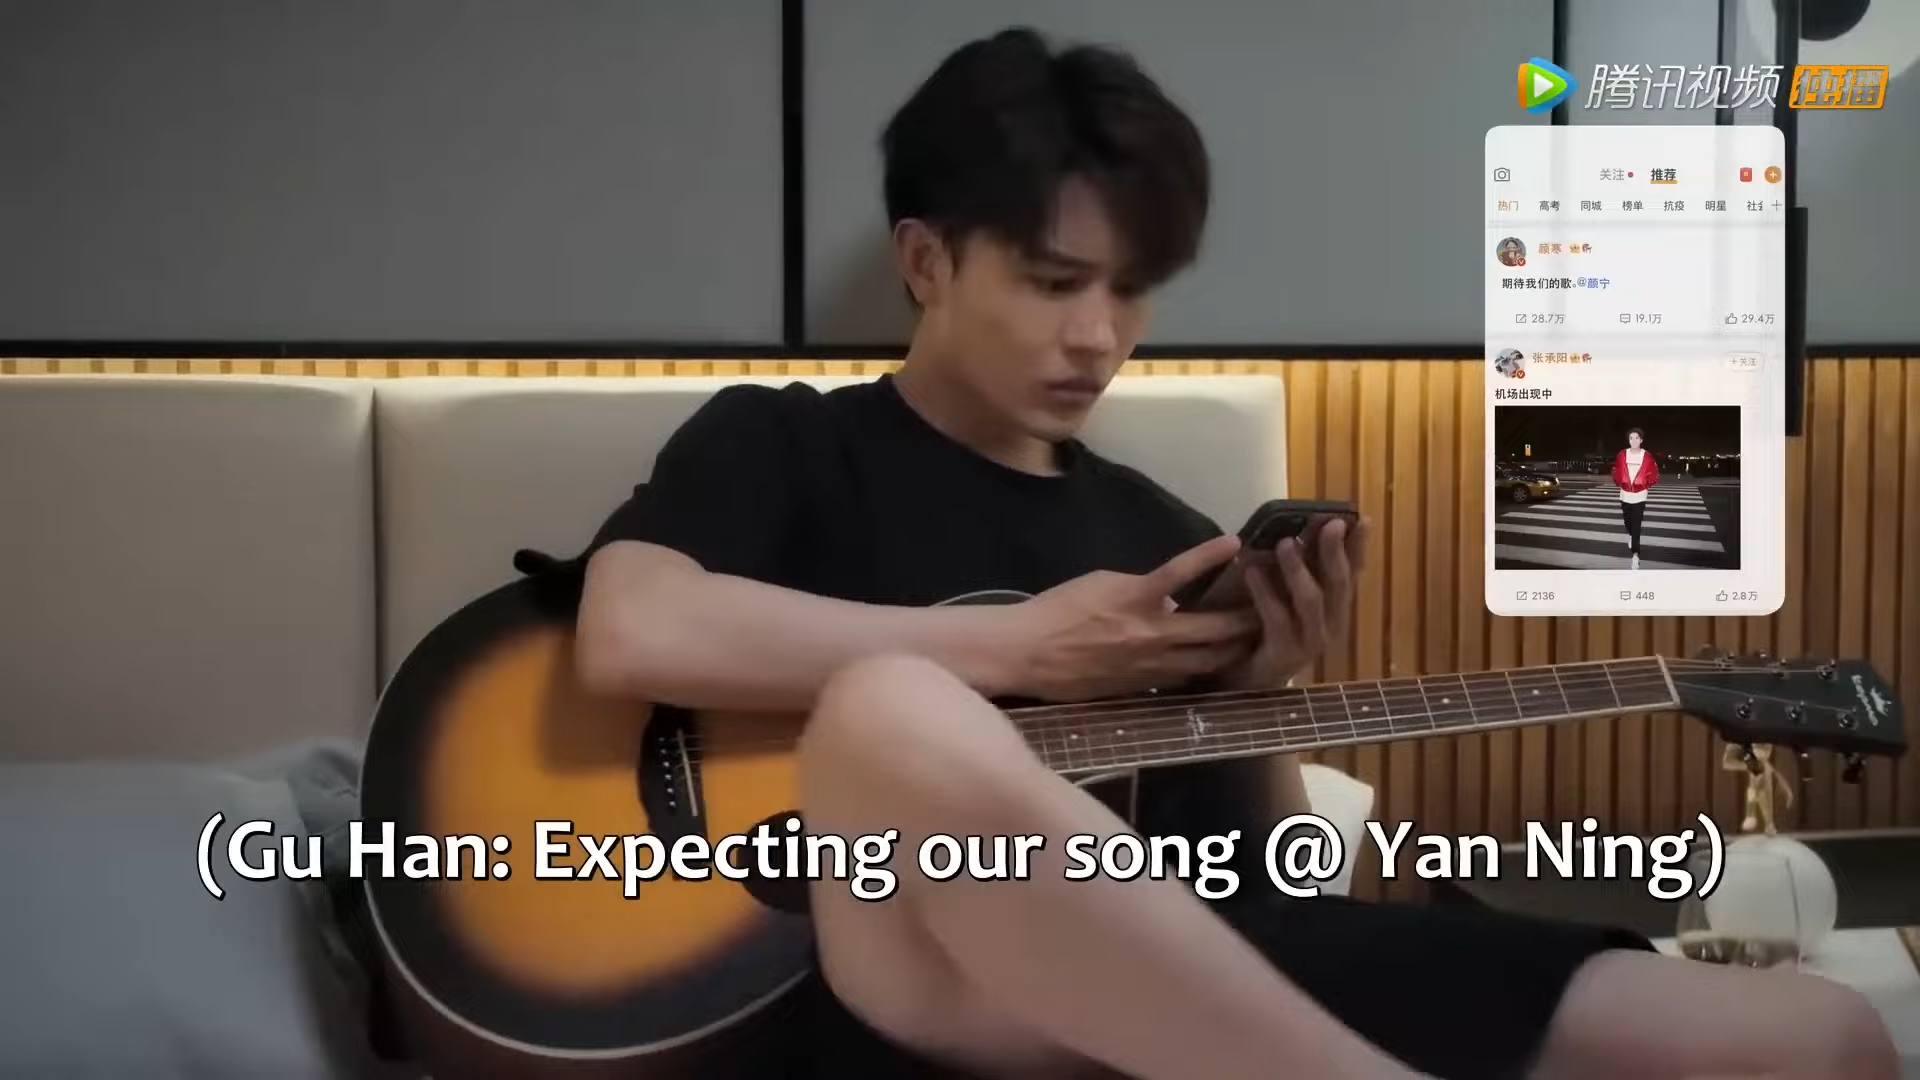 腾讯视频 独播
关注 推荐
热门 高考 同城 榜单 抗疫 明星
顾寒
期待我们的歌。@颜宁
28.7万 19.1万 29.4万
张承阳
+关注
机场出现中
2136 448 2.8万
(Gu Han: Expecting our song @ Yan Ning)